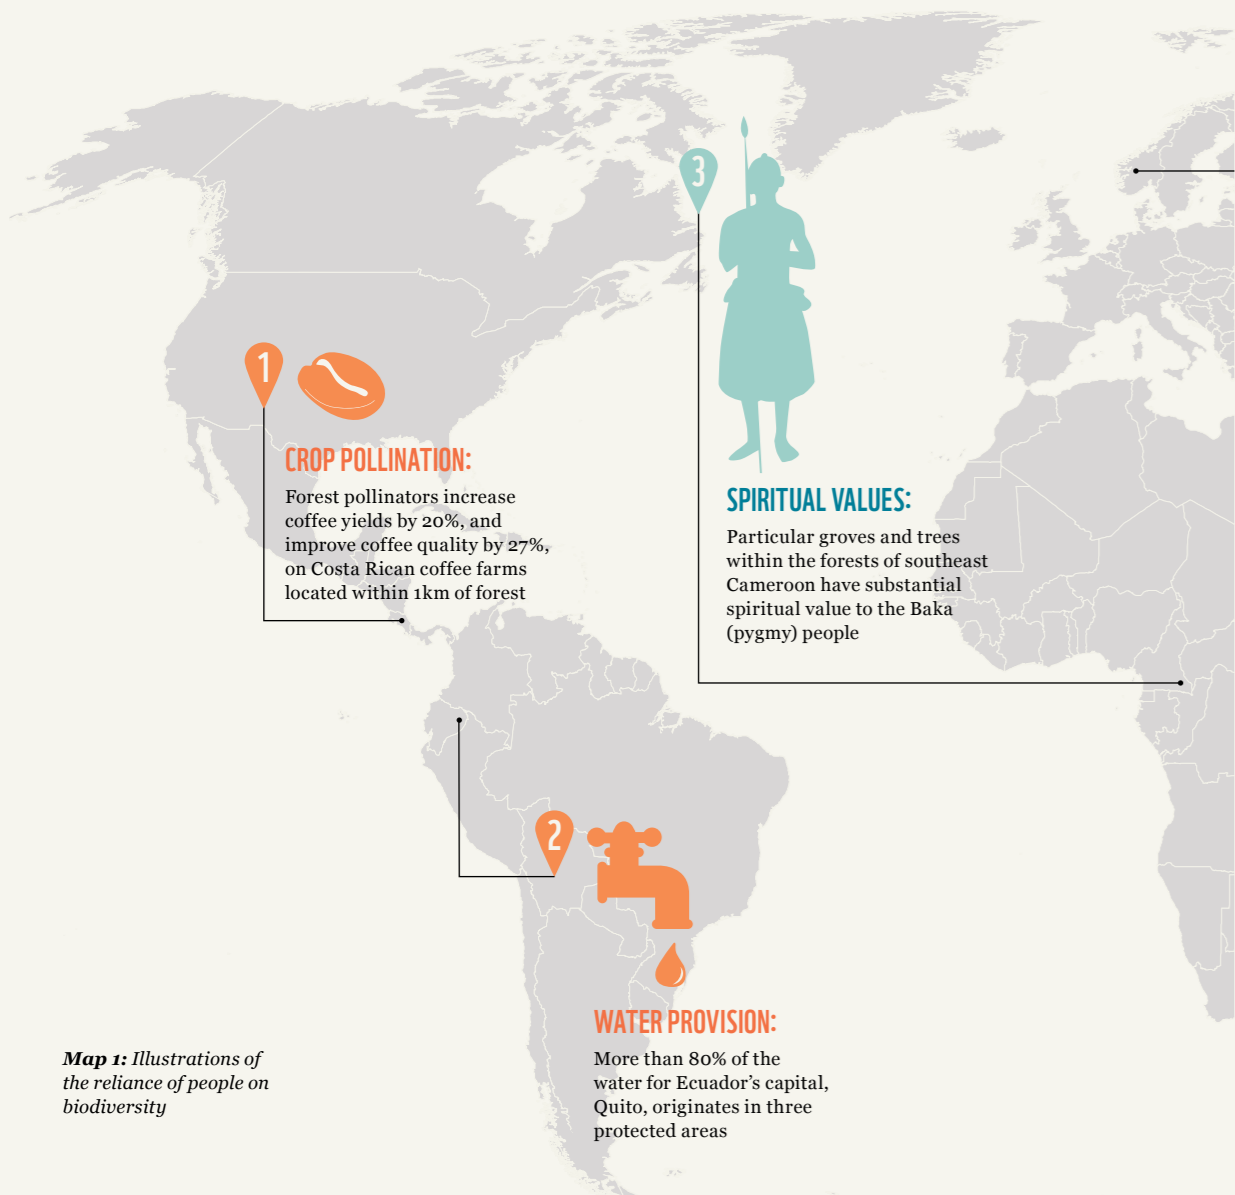 3
1
CROP POLLINATION:
Forest pollinators increase
coffee yields by 20%, and
improve coffee quality by 27%,
on Costa Rican coffee farms
located within 1km of forest
SPIRITUAL VALUES:
Particular groves and trees
within the forests of southeast
Cameroon have substantial
spiritual value to the Baka
(pygmy) people
2
WATER PROVISION:
More than 80% of the
water for Ecuador’s capital,
Quito, originates in three
protected areas
Map 1: Illustrations of
the reliance of people on
biodiversity